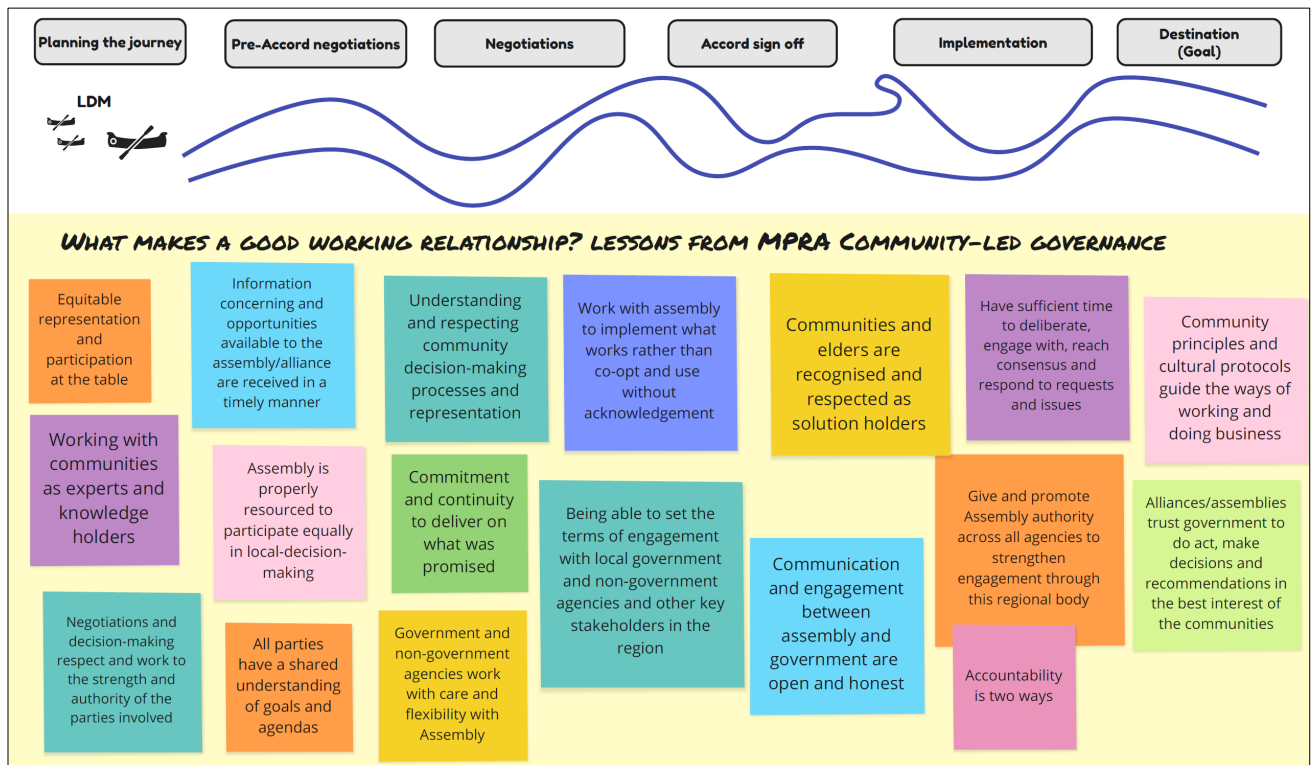 Planning the journey
Pre-Accord negotiations
Negotiations
Accord sign off
Implementation
Destination
(Goal)
LDM
What makes a good working relationship? lessons from MPRA Community-led governance
Equitable
representation
and
participation
at the table
Information
concerning and
opportunities
available to the
assembly/alliance
are received in a
timely manner
Understanding
and respecting
community
decision-making
processes and
representation
Work with assembly
to implement what
works rather than
co-opt and use
without
acknowledgement
Communities and
elders are
recognised and
respected as
solution holders
Have sufficient time
to deliberate,
engage with, reach
consensus and
respond to requests
and issues
Community
principles and
cultural protocols
guide the ways of
working and
doing business
Working with
communities
as experts and
knowledge
holders
Assembly is
properly
resourced to
participate equally
in local-decision-
making
Commitment
and continuity
to deliver on
what was
promised
Being able to set the
terms of engagement
with local government
and non-government
agencies and other key
stakeholders in the
region
Communication
and engagement
between
assembly and
government are
open and honest
Give and promote
Assembly authority
across all agencies to
strengthen
engagement through
this regional body
Alliances/assemblies
trust government to
do act, make
decisions and
recommendations in
the best interest of
the communities
Negotiations and
decision-making
respect and work to
the strength and
authority of the
parties involved
All parties
have a shared
understanding
of goals and
agendas
Government and
non-government
agencies work
with care and
flexibility with
Assembly
Accountability
is two ways